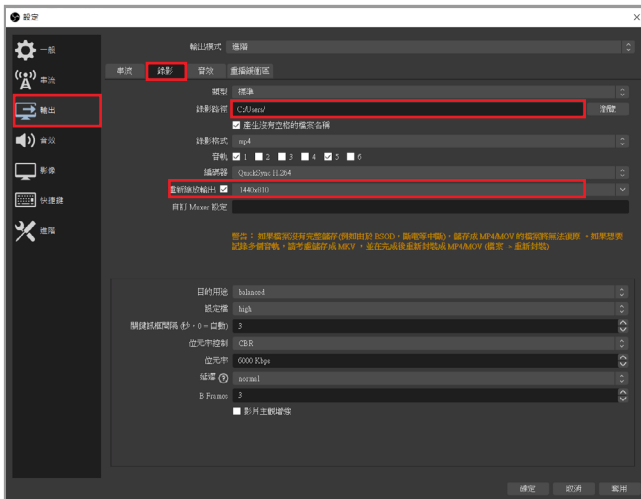 設定
一般
串流
輸出
音效
影像
快捷鍵
進階
輸出模式 進階
串流 錄影 音效 重播緩衝區
類型 標準
錄影路徑 C:/Users/ 瀏覽
產生沒有空格的檔案名稱
錄影格式 mp4
音軌 1 2 3 4 5 6
編碼器 QuickSync H.264
重新縮放輸出 1440x810
自訂 Muxer 設定
警告： 如果檔案沒有完整儲存(例如由於 BSOD，斷電等中斷)，儲存成 MP4/MOV 的檔案將無法復原 。如果想要
記錄多個音軌，請考慮儲存成 MKV ，並在完成後重新封裝成 MP4/MOV (檔案 → 重新封裝)
目的用途 balanced
設定檔 high
關鍵訊框間隔 (秒，0 = 自動) 3
位元率控制 CBR
位元率 6000 Kbps
延遲 normal
B Frames 3
影片主觀增強
確定 取消 套用